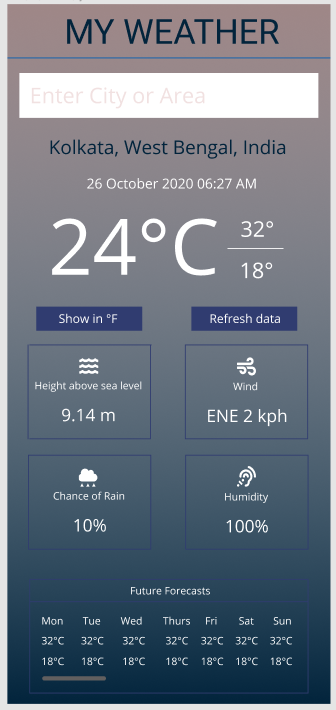 MY WEATHER
Enter City or Area
Kolkata, West Bengal, India
26 October 2020 06:27 AM
24°C
32°
18°
Show in °F
Refresh data
Height above sea level
9.14 m
Wind
ENE 2 kph
Chance of Rain
10%
Humidity
100%
Future Forecasts
Mon Tue Wed Thurs Fri Sat Sun
32°C 32°C 32°C 32°C 32°C 32°C 32°C
18°C 18°C 18°C 18°C 18°C 18°C 18°C